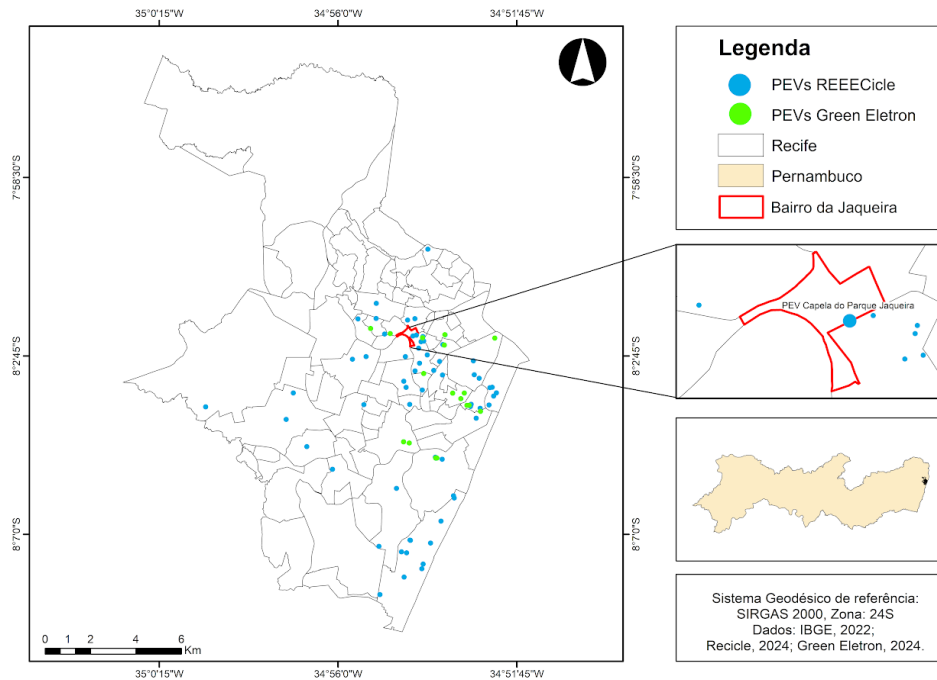 35°0'15"W 34°56'0"W 34°51'45"W
7°58'30"S
8°2'45"S
8°7'0"S
7°58'30"S
8°2'45"S
8°7'0"S
0 1 2 4 6
Km
35°0'15"W 34°56'0"W 34°51'45"W
Legenda
PEVs REEECicle
PEVs Green Eletron
Recife
Pernambuco
Bairro da Jaqueira
PEV Capela do Parque Jaqueira
Sistema Geodésico de referência:
SIRGAS 2000, Zona: 24S
Dados: IBGE, 2022;
Recicle, 2024; Green Eletron, 2024.